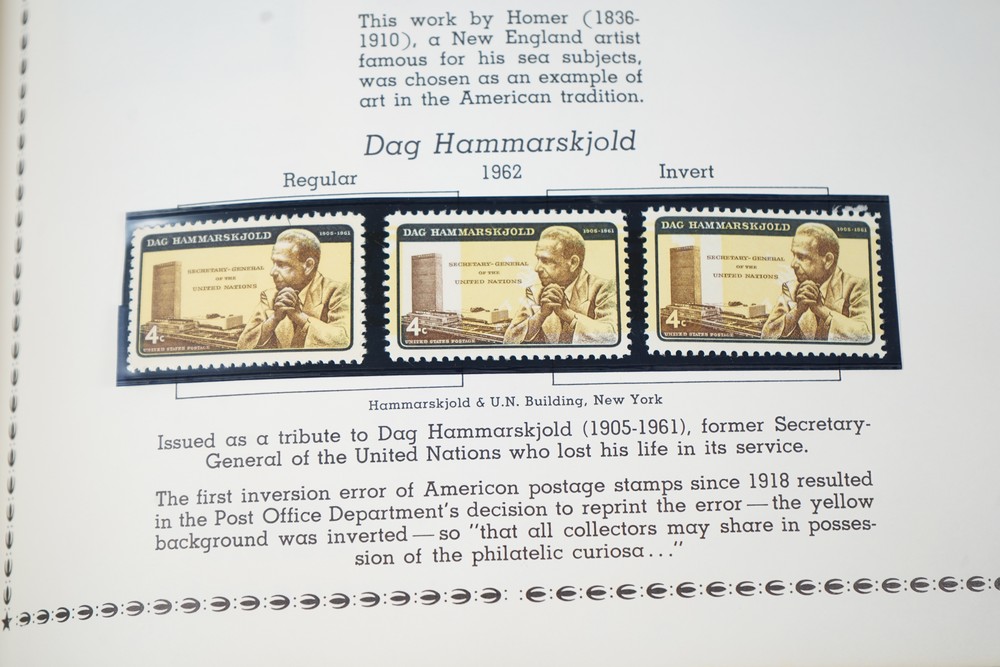 This work by Homer (1836-
1910), a New England artist
famous for his sea subjects,
was chosen as an example of
art in the American tradition.
Dag Hammarskjold
Regular 1962 Invert
DAG HAMMARSKJOLD 1905-1961
SECRETARY-GENERAL
OF THE
UNITED NATIONS
4c
UNITED STATES POSTAGE
DAG HAMMARSKJOLD 1905-1961
SECRETARY-GENERAL
OF THE
UNITED NATIONS
4c
UNITED STATES POSTAGE
DAG HAMMARSKJOLD 1905-1961
SECRETARY-GENERAL
OF THE
UNITED NATIONS
4c
UNITED STATES POSTAGE
Hammarskjold & U.N. Building, New York
Issued as a tribute to Dag Hammarskjold (1905-1961), former Secretary-
General of the United Nations who lost his life in its service.
The first inversion error of American postage stamps since 1918 resulted
in the Post Office Department's decision to reprint the error — the yellow
background was inverted — so "that all collectors may share in posses-
sion of the philatelic curiosa..."